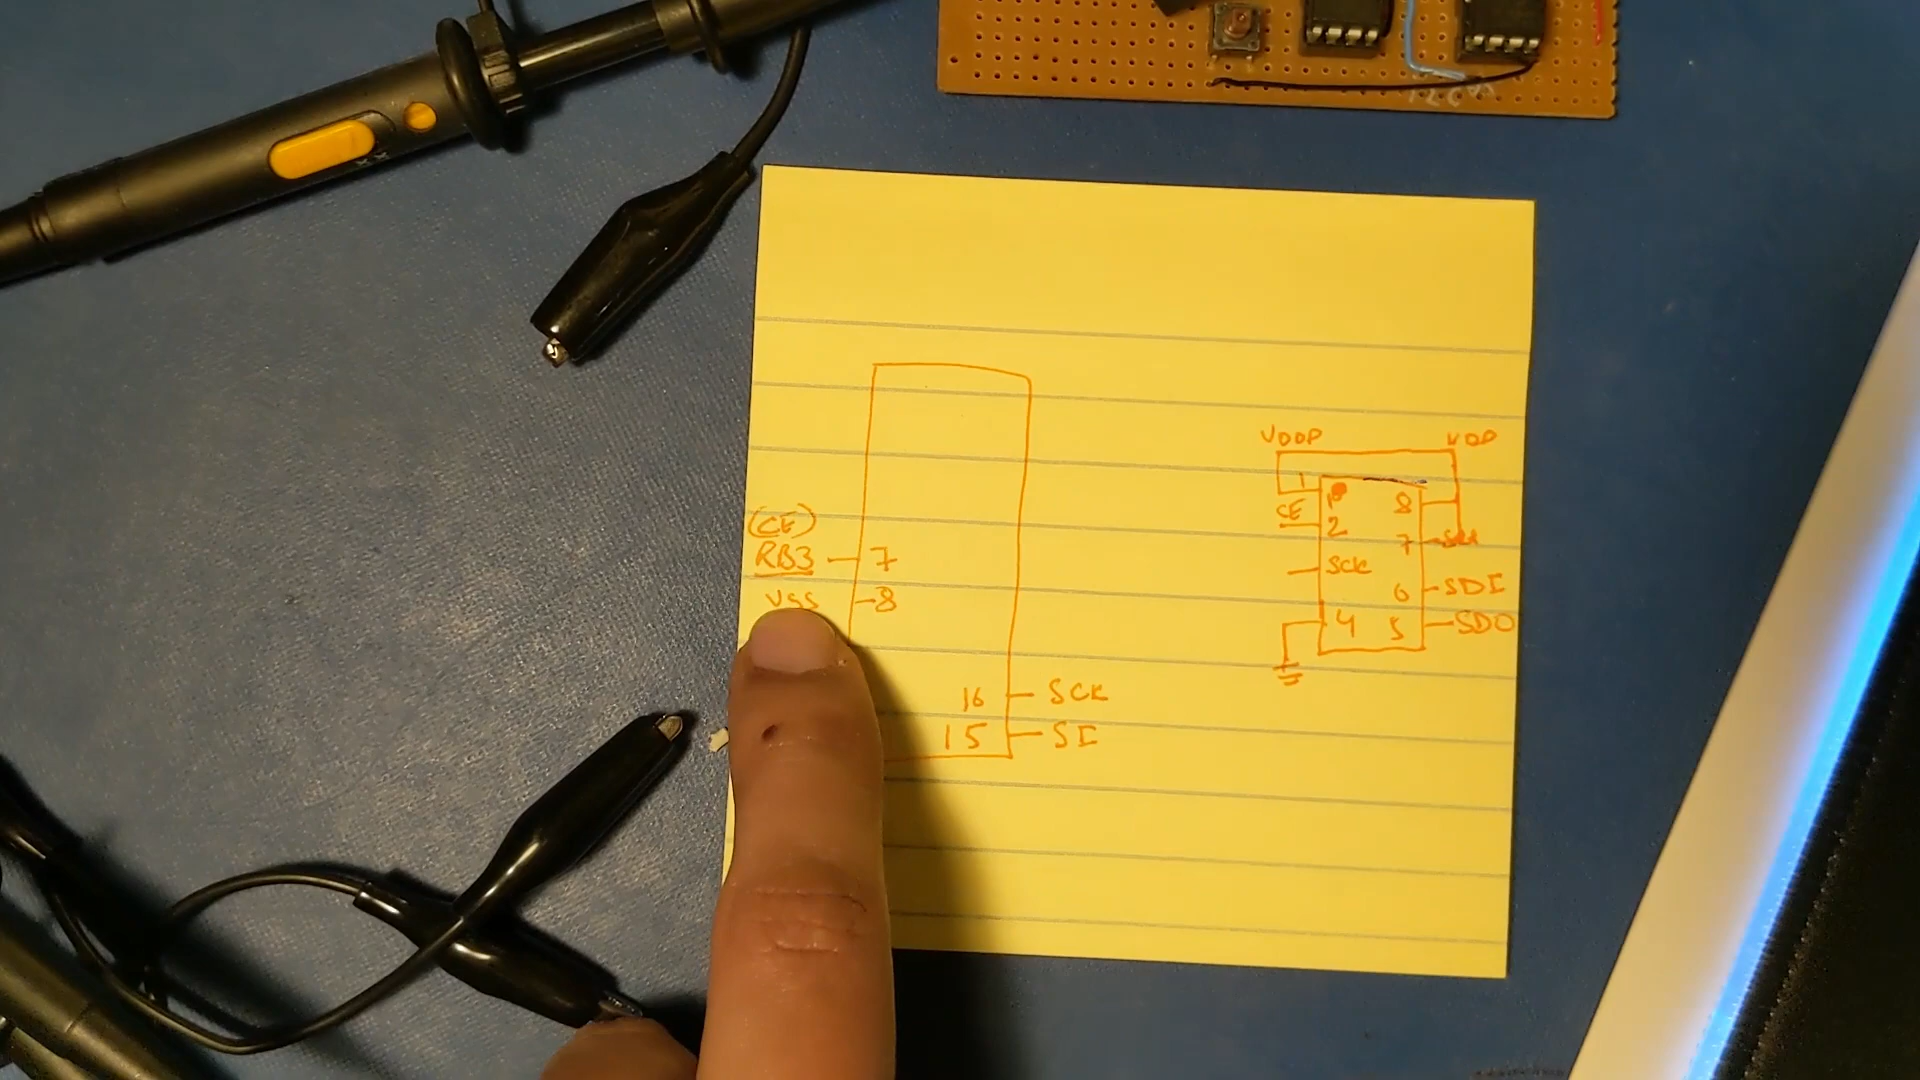 (CE)
RB3 7
VSS 8
16 SCK
15 SI
VDDP VDD
1
1 8
CE 2
7
SCK
6 SDI
4 5 SDO